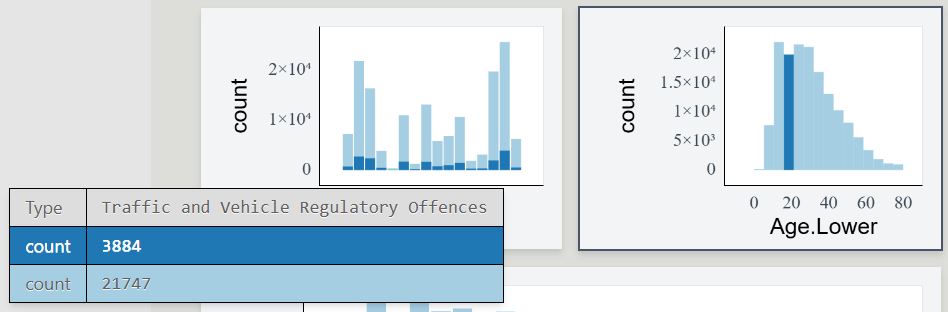 count
2×10⁴
1×10⁴
0
count
2×10⁴
1.5×10⁴
1×10⁴
5×10³
0
0 20 40 60 80
Age.Lower
Type Traffic and Vehicle Regulatory Offences
count 3884
count 21747